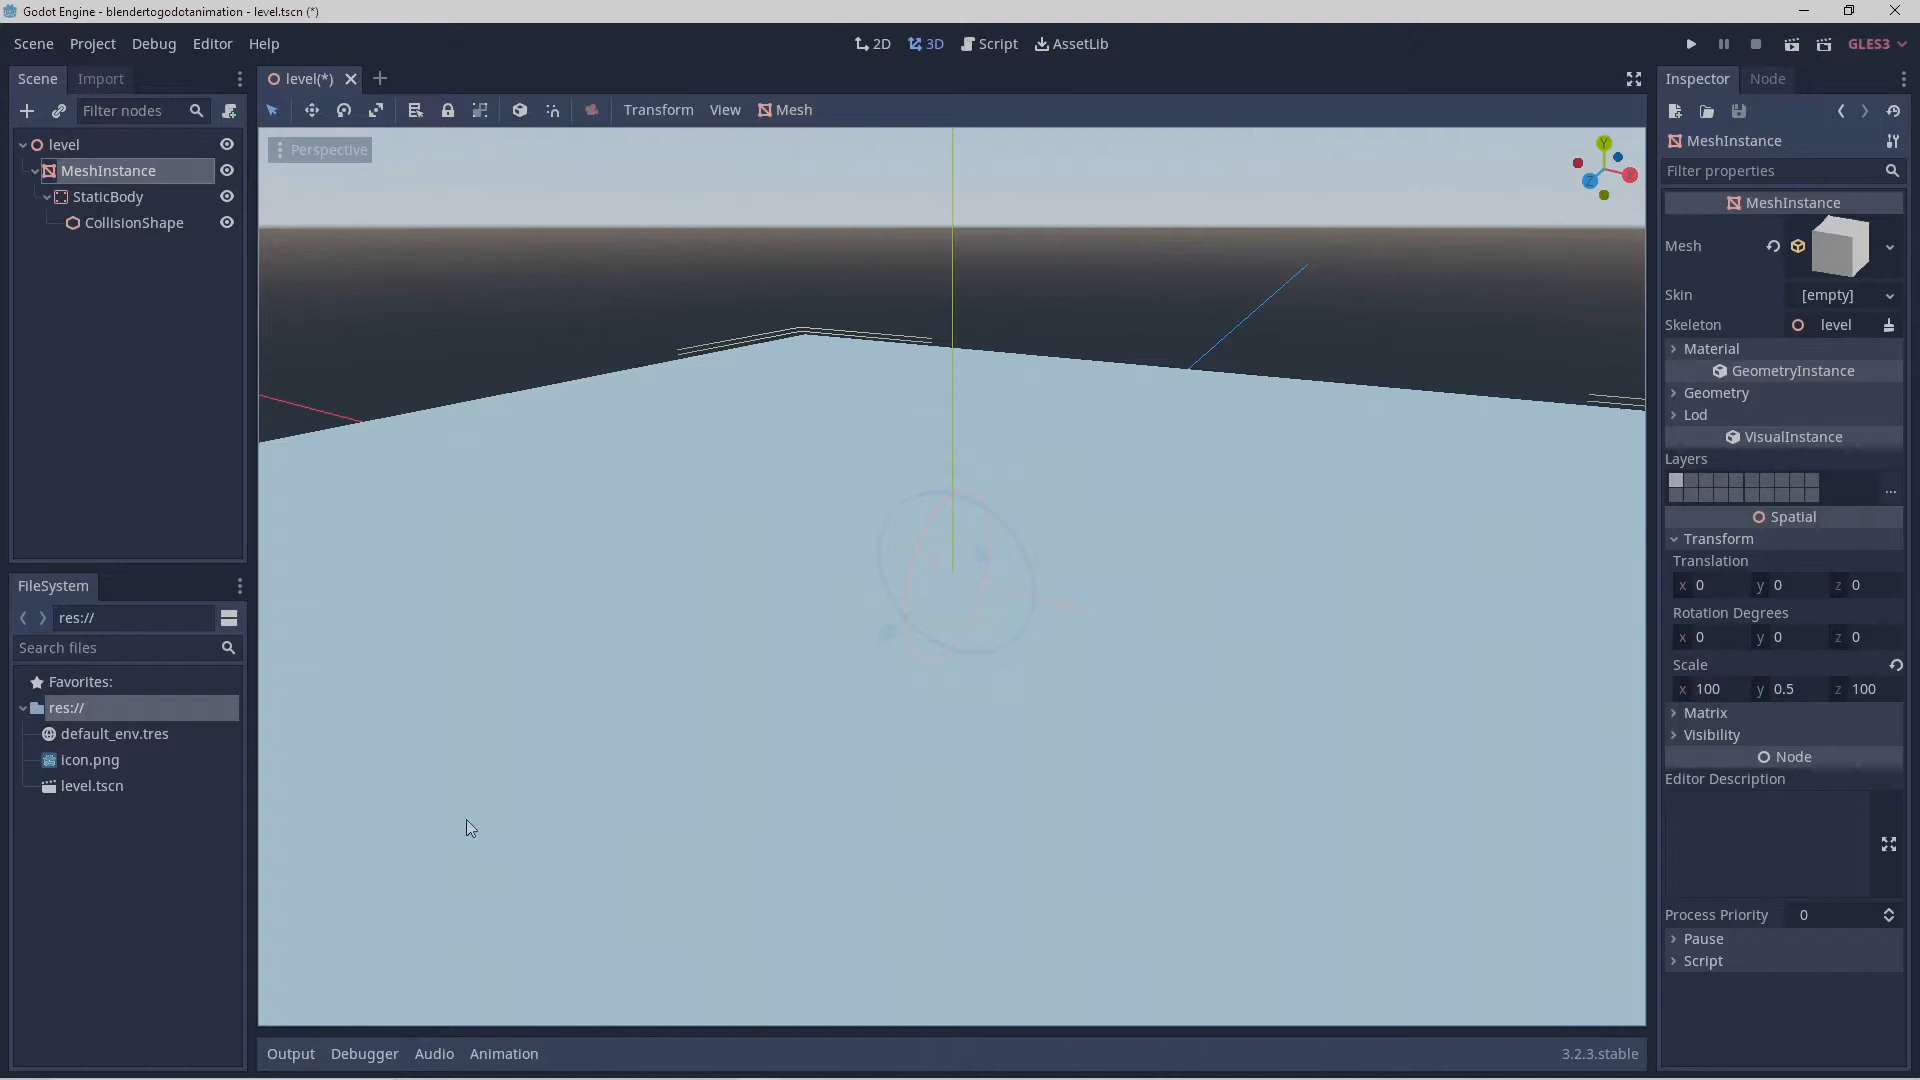 Godot Engine - blendertogodotanimation - level.tscn (*)
Scene Project Debug Editor Help
2D 3D Script AssetLib
GLES3
Scene Import
level(*)
Inspector Node
Filter nodes
Transform View Mesh
level
MeshInstance
StaticBody
CollisionShape
Perspective
Y
X
Z
MeshInstance
Filter properties
MeshInstance
Mesh
Skin [empty]
Skeleton level
Material
GeometryInstance
Geometry
Lod
VisualInstance
Layers
...
Spatial
Transform
Translation
x 0 y 0 z 0
Rotation Degrees
x 0 y 0 z 0
Scale
x 100 y 0.5 z 100
Matrix
Visibility
Node
Editor Description
Process Priority 0
Pause
Script
FileSystem
res://
Search files
Favorites:
res://
default_env.tres
icon.png
level.tscn
Output Debugger Audio Animation
3.2.3.stable